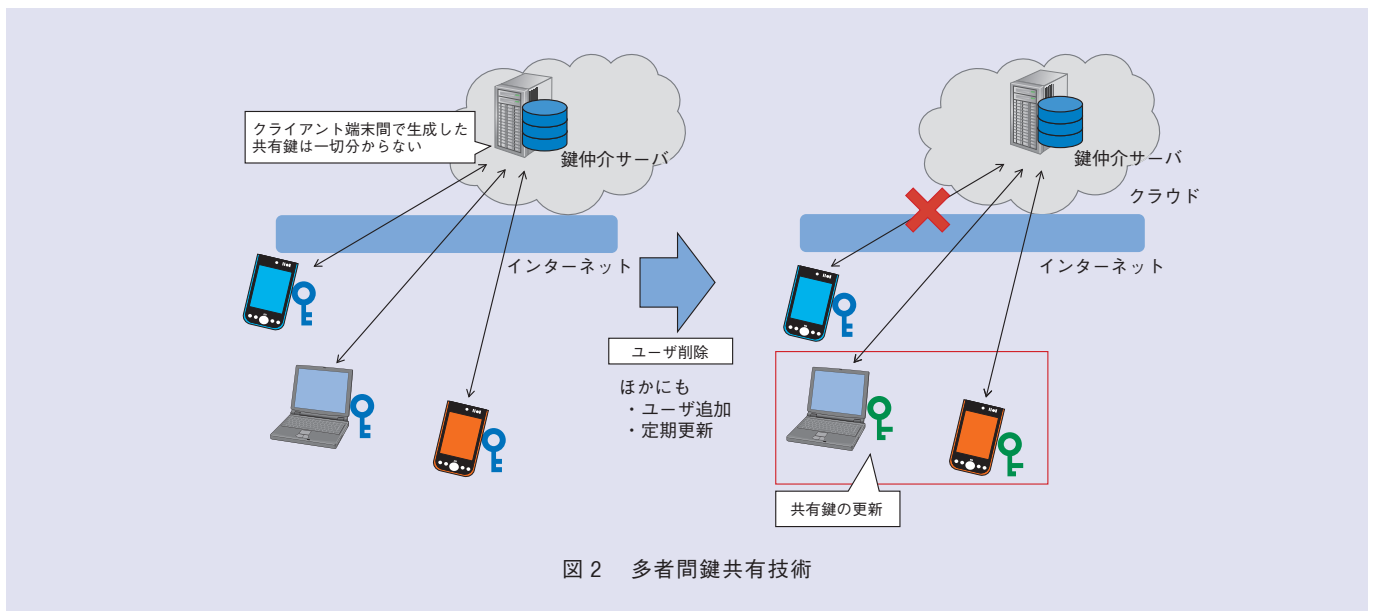 クライアント端末間で生成した
共有鍵は一切分からない
鍵仲介サーバ
インターネット
ユーザ削除
ほかにも
・ユーザ追加
・定期更新
鍵仲介サーバ
クラウド
インターネット
共有鍵の更新
図2 多者間鍵共有技術